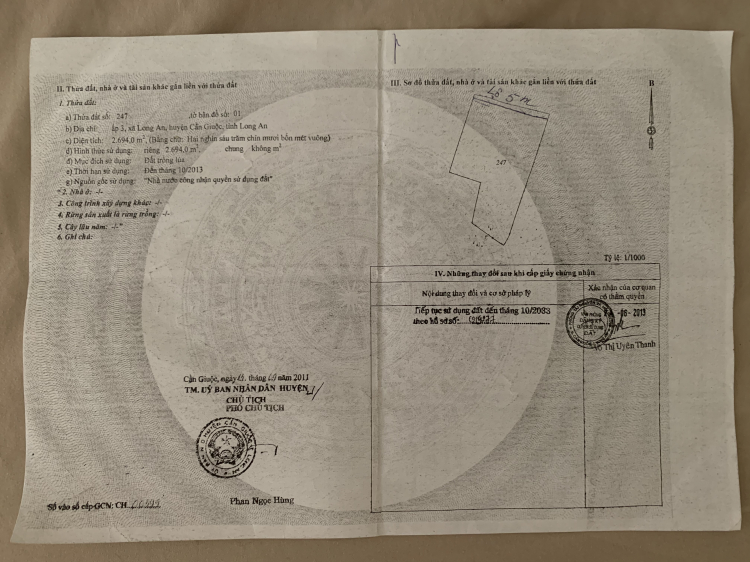 II. Thửa đất, nhà ở và tài sản khác gắn liền với thửa đất
1. Thửa đất:
a) Thửa đất số: 247 tờ bản đồ số: 01
b) Địa chỉ: ấp 3, xã Long An, huyện Cần Giuộc, tỉnh Long An
c) Diện tích: 2.694,0 m², (Bằng chữ: Hai nghìn sáu trăm chín mươi bốn mét vuông)
d) Hình thức sử dụng: riêng 2.694,0 m², chung không m²
đ) Mục đích sử dụng: Đất trồng lúa
e) Thời hạn sử dụng: Đến tháng 10/2013
g) Nguồn gốc sử dụng: "Nhà nước công nhận quyền sử dụng đất"
* 2. Nhà ở: -/-
3. Công trình xây dựng khác: -/-
4. Rừng sản xuất là rừng trồng: -/-
5. Cây lâu năm: -/-*
6. Ghi chú:
Cần Giuộc, ngày tháng năm 2011
TM. UỶ BAN NHÂN DÂN HUYỆN
CHỦ TỊCH
PHÓ CHỦ TỊCH
Phan Ngọc Hùng
Số vào sổ cấp GCN: CH
III. Sơ đồ thửa đất, nhà ở và tài sản khác gắn liền với thửa đất
B
Lộ 5 m
247
Tỷ lệ: 1/1000
IV. Những thay đổi sau khi cấp giấy chứng nhận
Nội dung thay đổi và cơ sở pháp lý
Xác nhận của cơ quan có thẩm quyền
Tiếp tục sử dụng đất đến tháng 10/2033
theo hồ sơ số:
-08-2013
Võ Thị Uyên Thanh